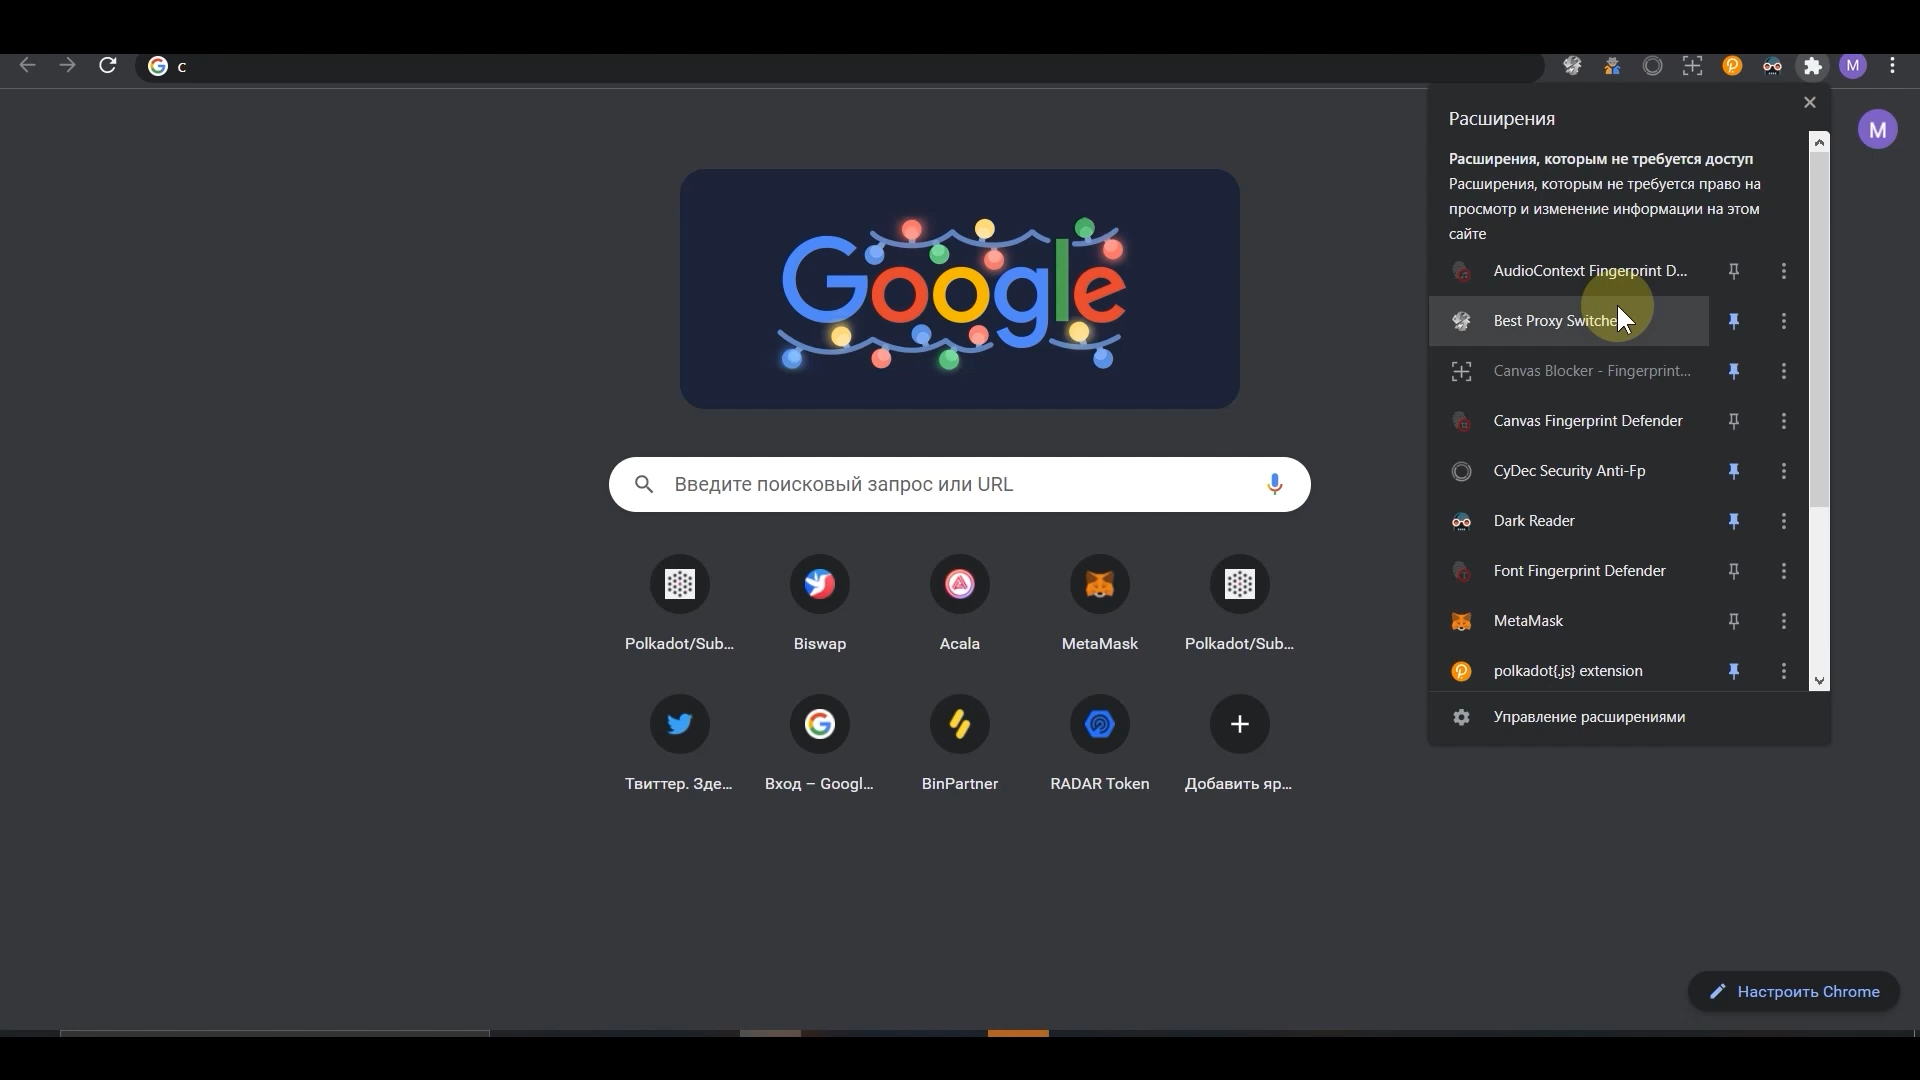 с
M
Расширения
M
Расширения, которым не требуется доступ
Расширения, которым не требуется право на
просмотр и изменение информации на этом
сайте
AudioContext Fingerprint D...
Best Proxy Switche
Canvas Blocker - Fingerprint...
Canvas Fingerprint Defender
CyDec Security Anti-Fp
Dark Reader
Font Fingerprint Defender
MetaMask
polkadot{.js} extension
Управление расширениями
Google
Введите поисковый запрос или URL
Polkadot/Sub...
Biswap
Acala
MetaMask
Polkadot/Sub...
Твиттер. Зде...
Вход – Googl...
BinPartner
RADAR Token
Добавить яр...
Настроить Chrome